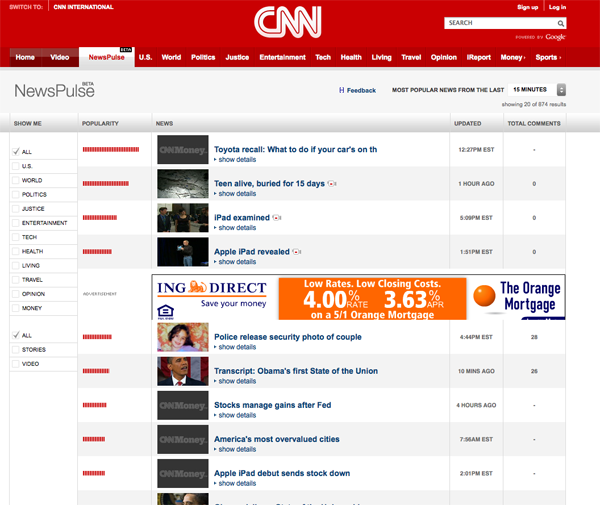 SWITCH TO: CNN INTERNATIONAL
Sign up Log in
CNN
SEARCH
POWERED BY Google
Home Video NewsPulse BETA U.S. World Politics Justice Entertainment Tech Health Living Travel Opinion iReport Money Sports
NewsPulse BETA
Feedback MOST POPULAR NEWS FROM THE LAST 15 MINUTES
showing 20 of 874 results
SHOW ME POPULARITY NEWS UPDATED TOTAL COMMENTS
ALL
U.S.
WORLD
POLITICS
JUSTICE
ENTERTAINMENT
TECH
HEALTH
LIVING
TRAVEL
OPINION
MONEY
ALL
STORIES
VIDEO
CNNMoney. Toyota recall: What to do if your car's on th 12:27PM EST -
show details
Teen alive, buried for 15 days 1 HOUR AGO 0
show details
iPad examined 5:09PM EST 0
show details
Apple iPad revealed 1:51PM EST 0
show details
ADVERTISEMENT
ING DIRECT
Save your money
Low Rates. Low Closing Costs.
4.00% RATE 3.63% APR
on a 5/1 Orange Mortgage
The Orange
Mortgage
Police release security photo of couple 4:44PM EST 28
show details
Transcript: Obama's first State of the Union 10 MINS AGO 26
show details
CNNMoney. Stocks manage gains after Fed 4 HOURS AGO -
show details
CNNMoney. America's most overvalued cities 7:56AM EST -
show details
CNNMoney. Apple iPad debut sends stock down 2:01PM EST -
show details